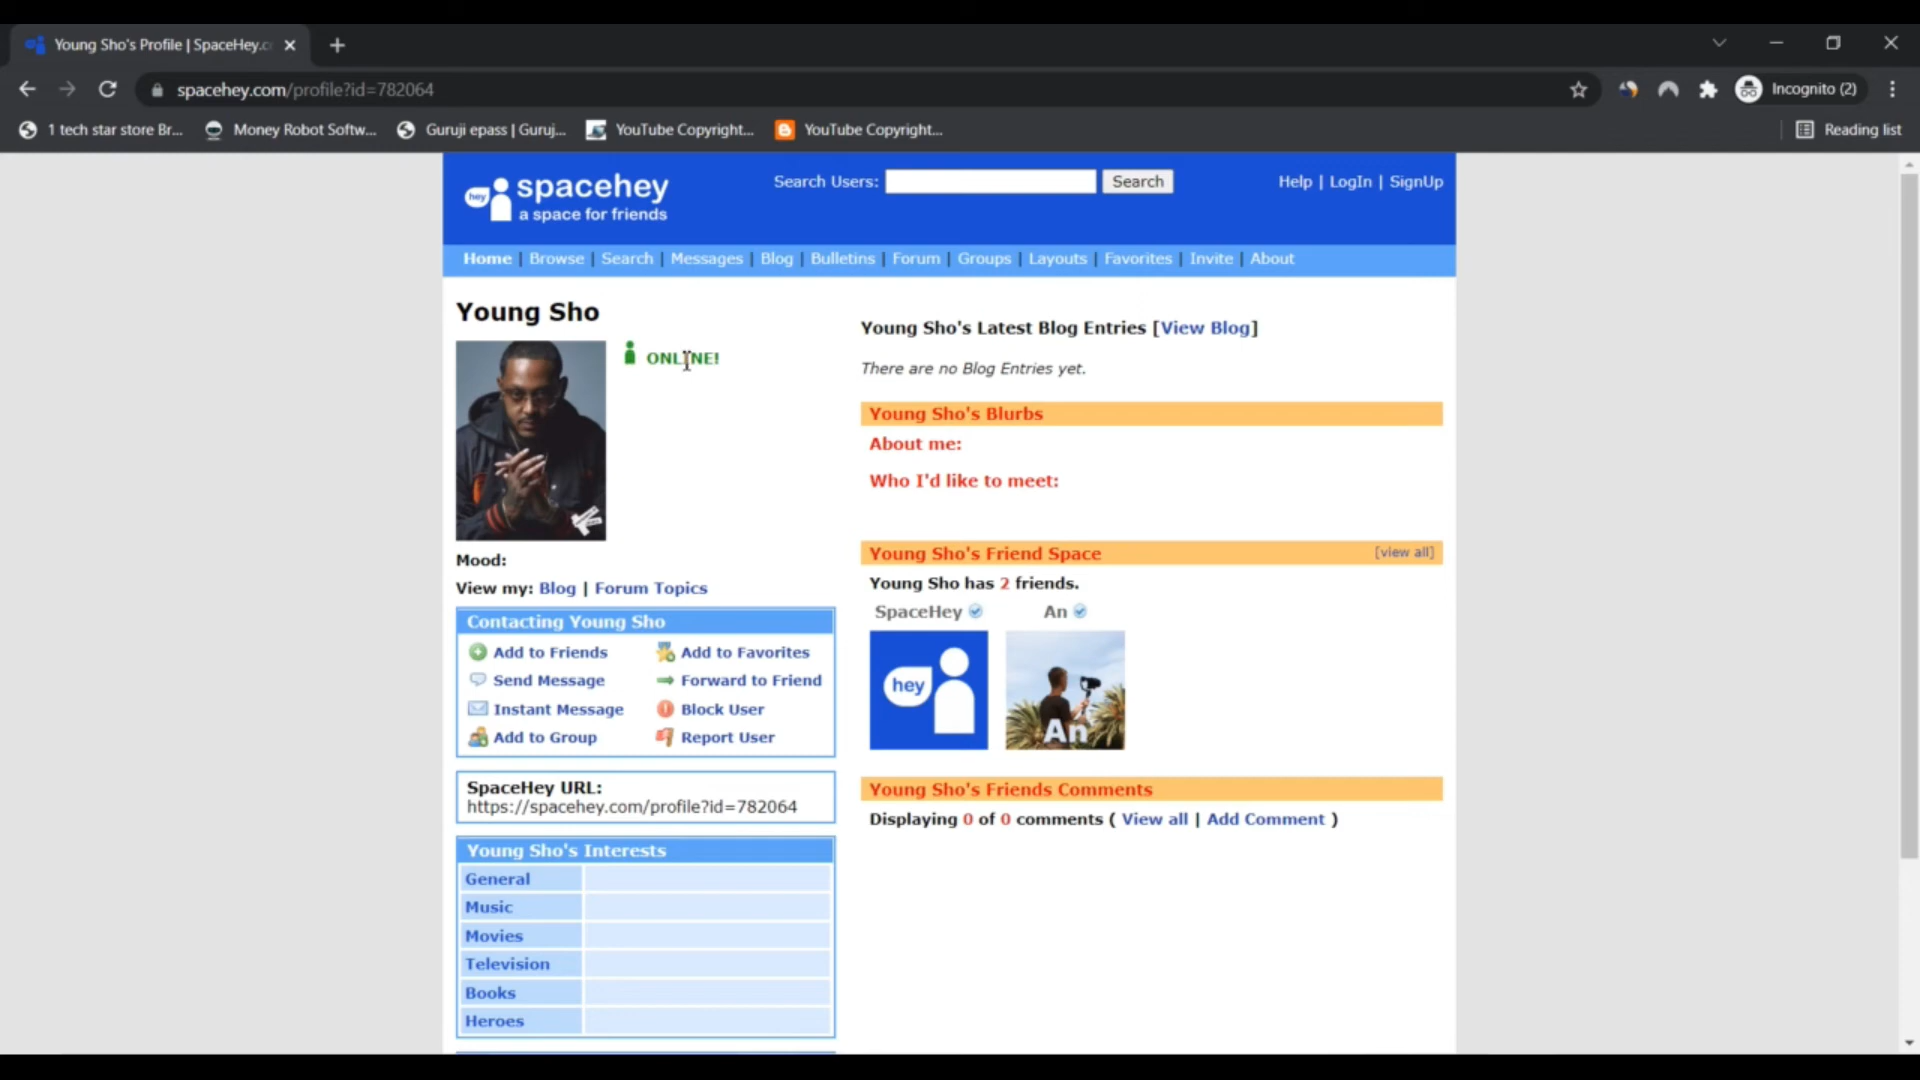 Young Sho's Profile | SpaceHey.c
spacehey.com/profile?id=782064
Incognito (2)
1 tech star store Br...
Money Robot Softw...
Guruji epass | Guruj...
YouTube Copyright...
YouTube Copyright...
Reading list
hey
spacehey
a space for friends
Search Users:
Search
Help | LogIn | SignUp
Home | Browse | Search | Messages | Blog | Bulletins | Forum | Groups | Layouts | Favorites | Invite | About
Young Sho
ONLINE!
Mood:
View my: Blog | Forum Topics
Contacting Young Sho
Add to Friends
Add to Favorites
Send Message
Forward to Friend
Instant Message
Block User
Add to Group
Report User
SpaceHey URL:
https://spacehey.com/profile?id=782064
Young Sho's Interests
General
Music
Movies
Television
Books
Heroes
Young Sho's Latest Blog Entries [View Blog]
There are no Blog Entries yet.
Young Sho's Blurbs
About me:
Who I'd like to meet:
Young Sho's Friend Space
[view all]
Young Sho has 2 friends.
SpaceHey
An
hey
An
Young Sho's Friends Comments
Displaying 0 of 0 comments ( View all | Add Comment )